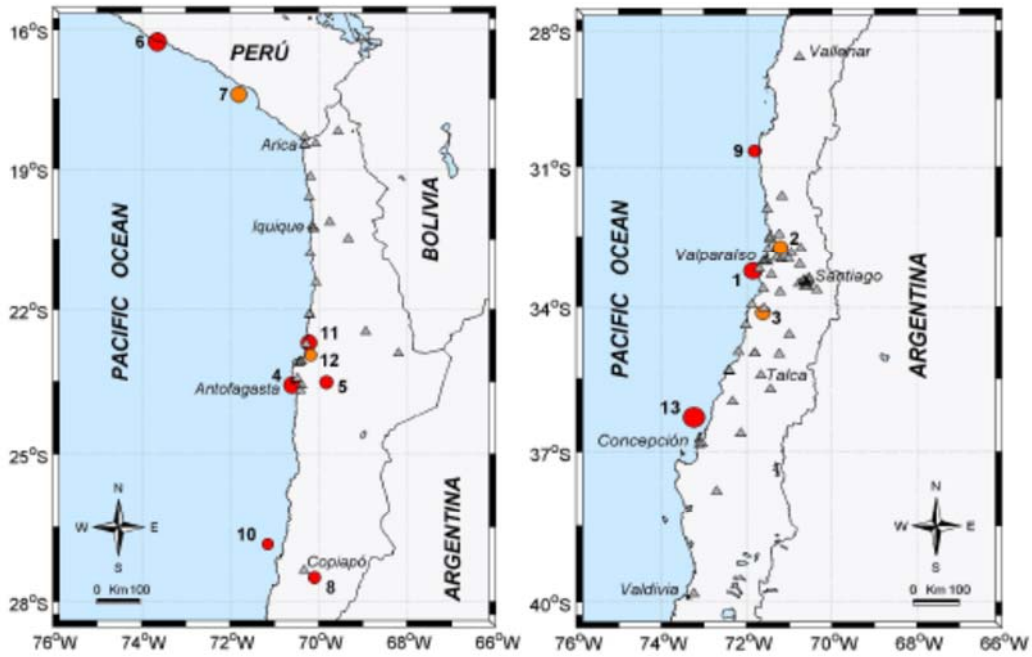 16°S
19°S
22°S
25°S
28°S
76°W
74°W
72°W
70°W
68°W
66°W
PERÚ
BOLIVIA
ARGENTINA
PACIFIC OCEAN
6
7
Arica
Iquique
11
12
4
5
Antofagasta
10
Copiapó
8
N
W E
S
0 Km 100
28°S
31°S
34°S
37°S
40°S
76°W
74°W
72°W
70°W
68°W
66°W
PACIFIC OCEAN
ARGENTINA
Vallenar
9
2
Valparaíso
1
Santiago
3
Talca
13
Concepción
Valdivia
N
W E
S
0 Km 100